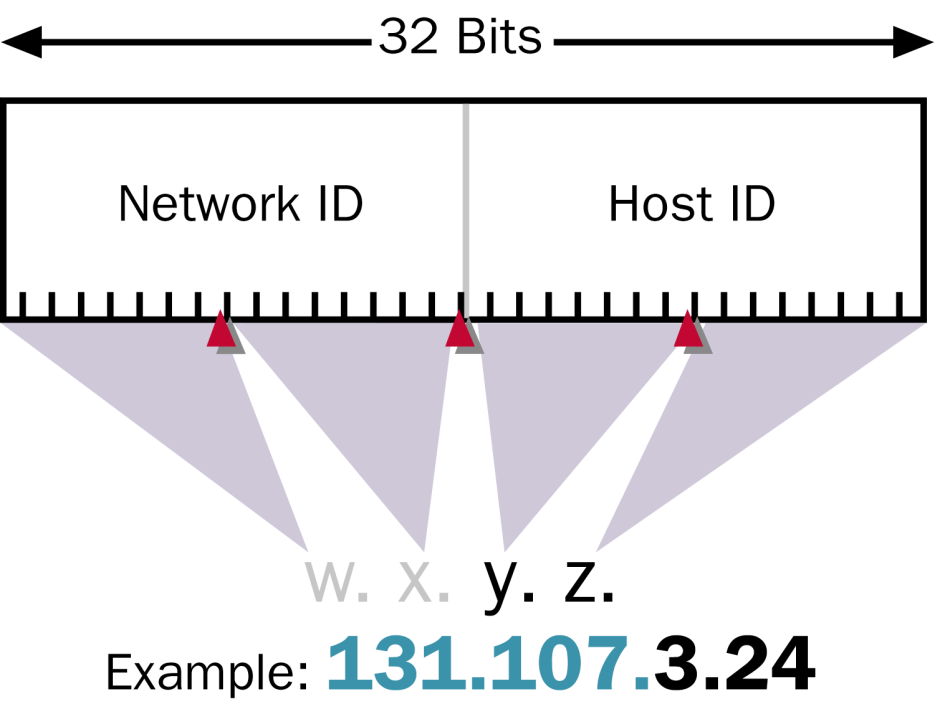 32 Bits
Network ID Host ID
w. x. y. z.
Example: 131.107.3.24